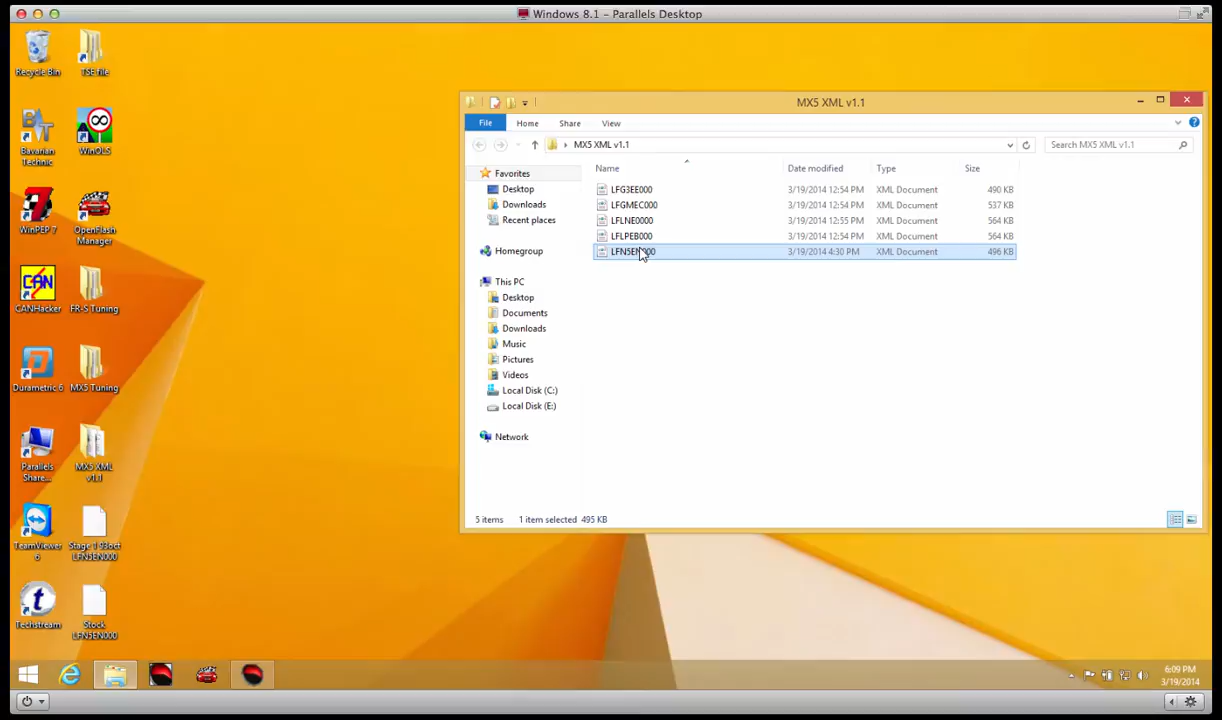 Windows 8.1 - Parallels Desktop
Recycle Bin
TSE file
Bavarian Technic
WinOLS
WinPEP 7
OpenFlash Manager
CANHacker
FR-S Tuning
Durametric 6
MX5 Tuning
Parallels Share...
MX5 XML v1.1
TeamViewer 6
Stage 1 93oct LFN5EN000
Techstream
Stock LFN5EN000
MX5 XML v1.1
File Home Share View
MX5 XML v1.1
Search MX5 XML v1.1
Favorites
Desktop
Downloads
Recent places
Homegroup
This PC
Desktop
Documents
Downloads
Music
Pictures
Videos
Local Disk (C:)
Local Disk (E:)
Network
Name Date modified Type Size
LFG3EE000 3/19/2014 12:54 PM XML Document 490 KB
LFGMEC000 3/19/2014 12:54 PM XML Document 537 KB
LFLNE0000 3/19/2014 12:55 PM XML Document 564 KB
LFLPEB000 3/19/2014 12:54 PM XML Document 564 KB
LFN5EN000 3/19/2014 4:30 PM XML Document 496 KB
5 items 1 item selected 495 KB
6:09 PM
3/19/2014